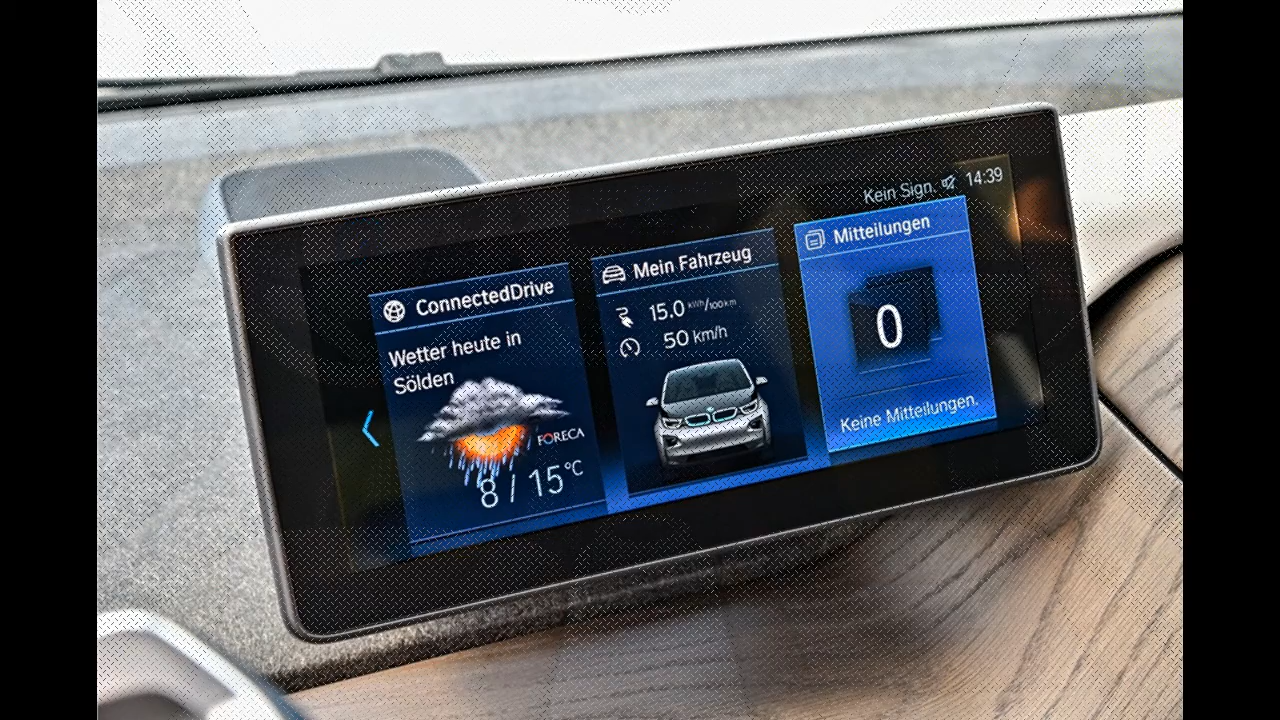 Kein Sign. 14:39
ConnectedDrive
Wetter heute in
Sölden
FORECA
8 / 15°C
Mein Fahrzeug
15.0 kWh/100km
50 km/h
Mitteilungen
0
Keine Mitteilungen.